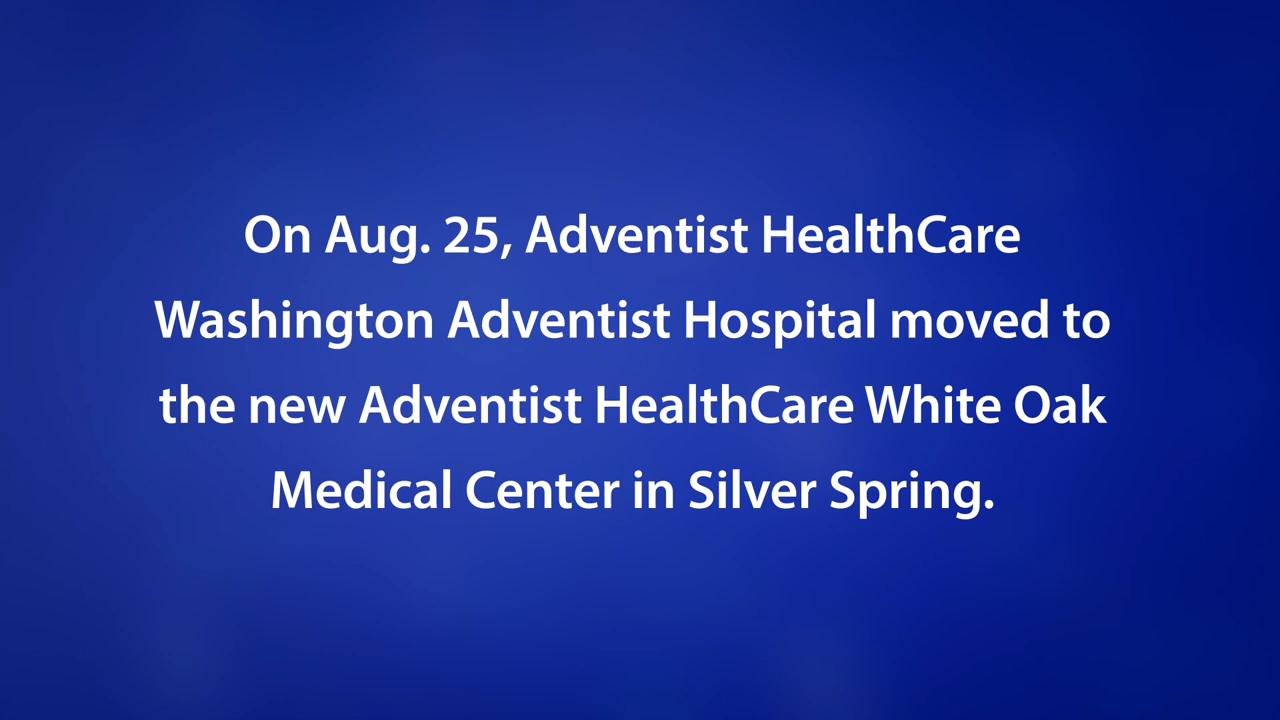 On Aug. 25, Adventist HealthCare
Washington Adventist Hospital moved to
the new Adventist HealthCare White Oak
Medical Center in Silver Spring.